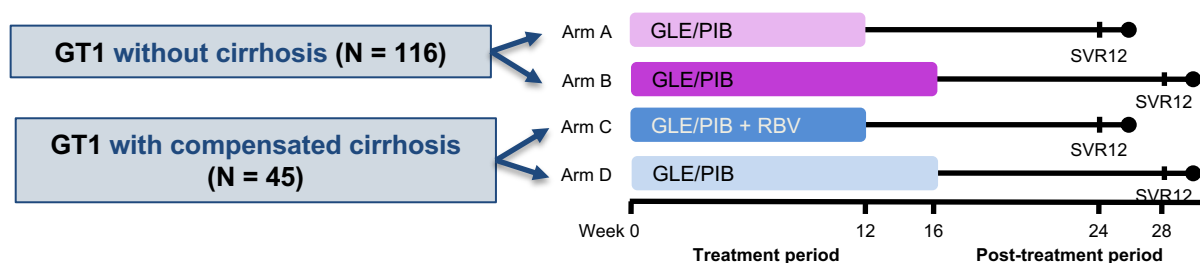 GT1 without cirrhosis (N = 116)
Arm A
GLE/PIB
SVR12
Arm B
GLE/PIB
SVR12
GT1 with compensated cirrhosis
(N = 45)
Arm C
GLE/PIB + RBV
SVR12
Arm D
GLE/PIB
SVR12
Week 0 12 16 24 28
Treatment period Post-treatment period